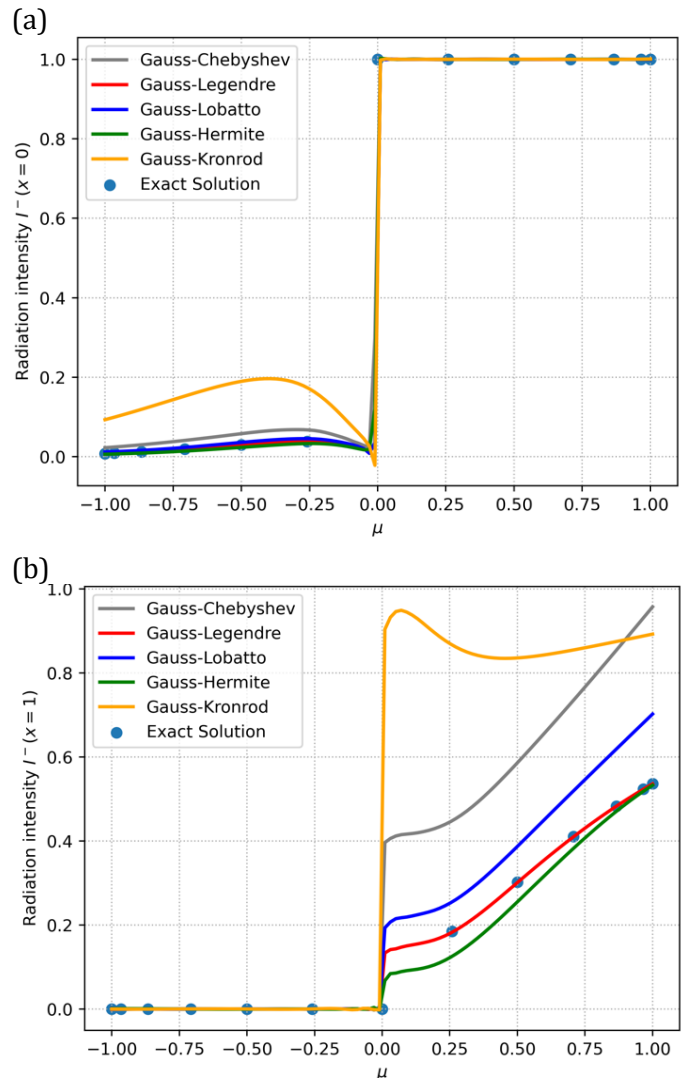 (a)
1.0
0.8
0.6
0.4
0.2
0.0
Radiation intensity I⁻(x = 0)
Gauss-Chebyshev
Gauss-Legendre
Gauss-Lobatto
Gauss-Hermite
Gauss-Kronrod
Exact Solution
−1.00 −0.75 −0.50 −0.25 0.00 0.25 0.50 0.75 1.00
μ
(b)
1.0
0.8
0.6
0.4
0.2
0.0
Radiation intensity I⁻(x = 1)
Gauss-Chebyshev
Gauss-Legendre
Gauss-Lobatto
Gauss-Hermite
Gauss-Kronrod
Exact Solution
−1.00 −0.75 −0.50 −0.25 0.00 0.25 0.50 0.75 1.00
μ